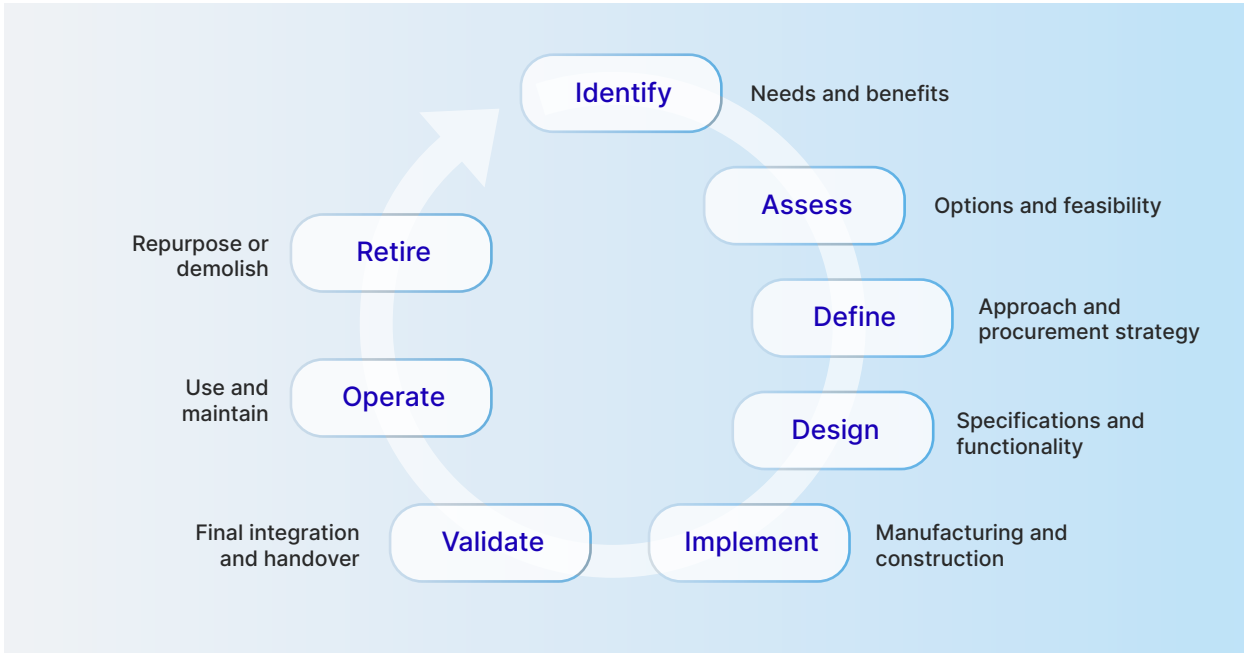 Identify
Needs and benefits
Assess
Options and feasibility
Define
Approach and
procurement strategy
Design
Specifications and
functionality
Implement
Manufacturing and
construction
Validate
Final integration
and handover
Operate
Use and
maintain
Retire
Repurpose or
demolish